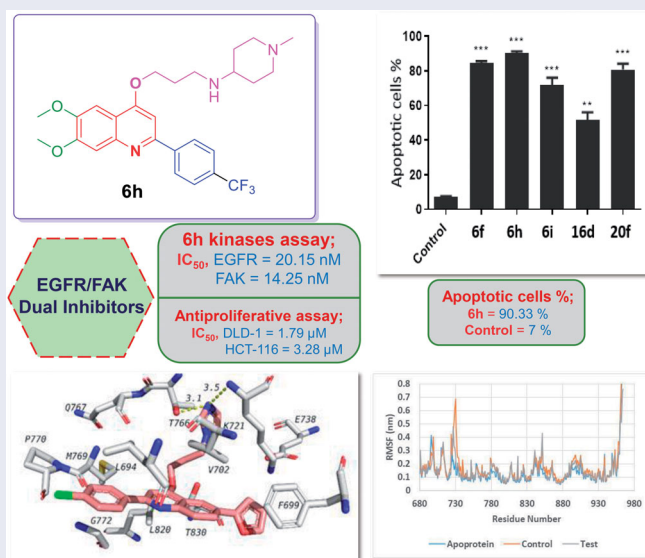 CH₃
N
N
H
O
O
O
N
CF₃
6h
Apoptotic cells %
100
80
60
40
20
0
***
***
***
**
***
Control
6f
6h
6i
16d
20f
EGFR/FAK
Dual Inhibitors
6h kinases assay;
IC₅₀, EGFR = 20.15 nM
FAK = 14.25 nM
Antiproliferative assay;
IC₅₀, DLD-1 = 1.79 µM
HCT-116 = 3.28 µM
Apoptotic cells %;
6h = 90.33 %
Control = 7 %
3.1
3.5
Q767
T766
K721
E738
P770
M769
L694
V702
G772
L820
T830
F699
RMSF (nm)
0.8
0.7
0.6
0.5
0.4
0.3
0.2
0.1
0
680
730
780
830
880
930
980
Residue Number
Apoprotein
Control
Test